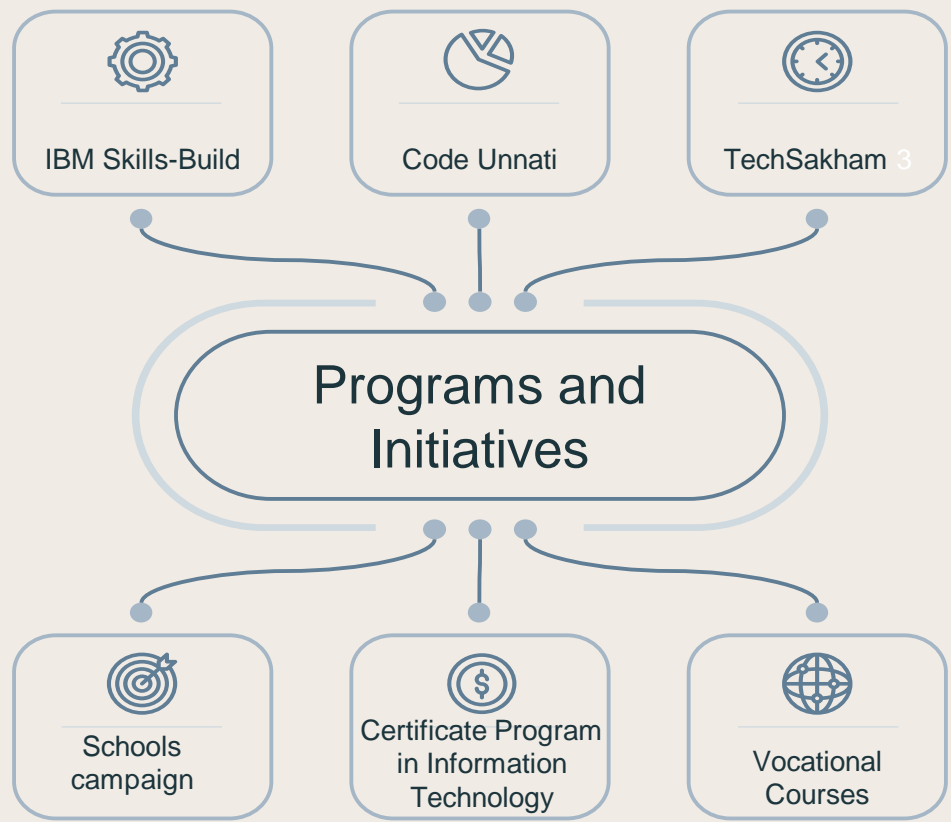 IBM Skills-Build
Code Unnati
TechSakham 3
Programs and
Initiatives
Schools
campaign
Certificate Program
in Information
Technology
Vocational
Courses